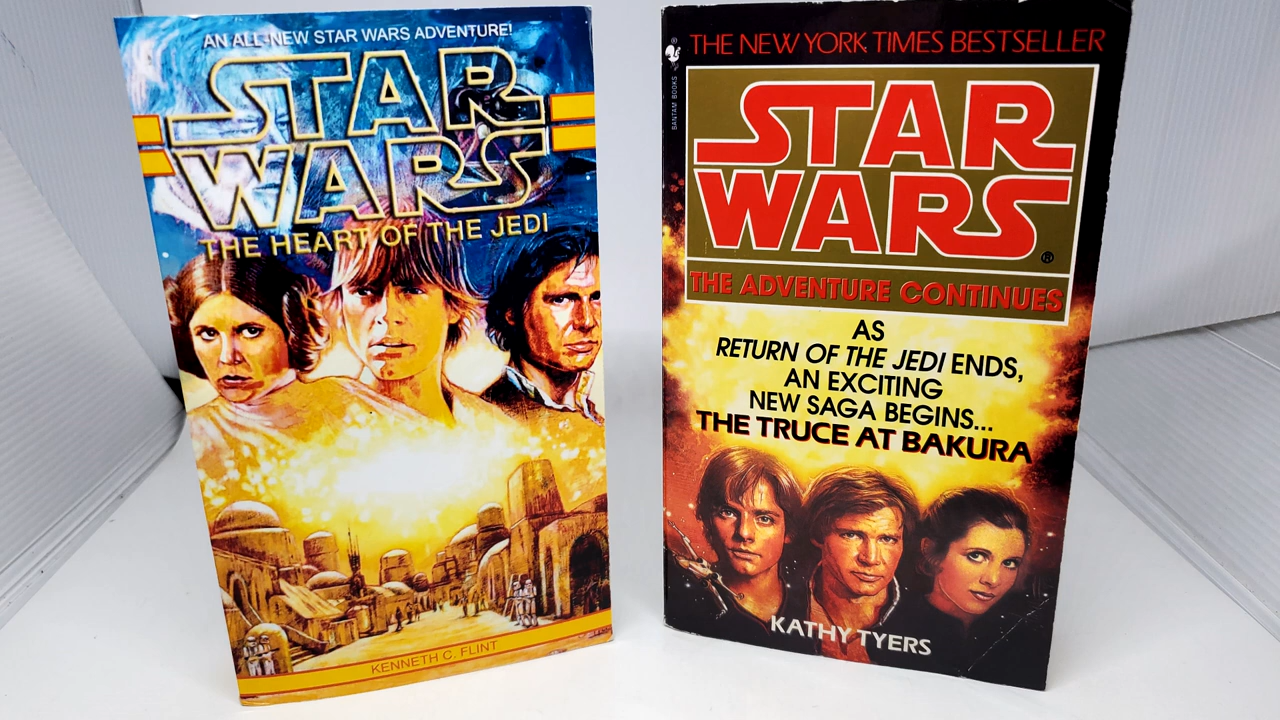 AN ALL-NEW STAR WARS ADVENTURE!
STAR
WARS
THE HEART OF THE JEDI
KENNETH C. FLINT
BANTAM BOOKS
THE NEW YORK TIMES BESTSELLER
STAR
WARS®
THE ADVENTURE CONTINUES
AS
RETURN OF THE JEDI ENDS,
AN EXCITING
NEW SAGA BEGINS...
THE TRUCE AT BAKURA
KATHY TYERS